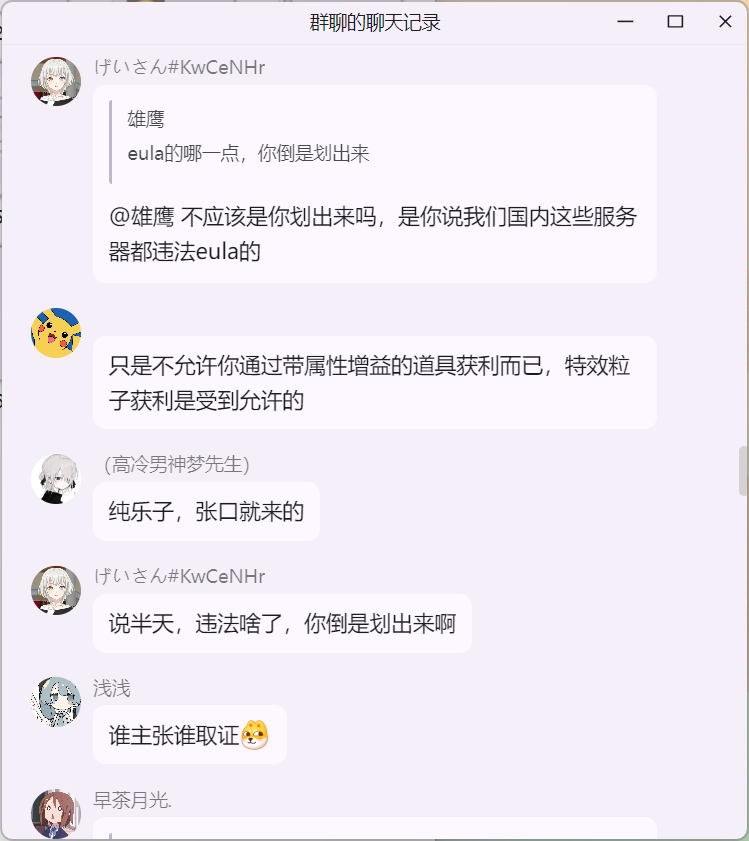 群聊的聊天记录
げいさん#KwCeNHr
雄鹰
eula的哪一点，你倒是划出来
@雄鹰 不应该是你划出来吗，是你说我们国内这些服务
器都违法eula的
只是不允许你通过带属性增益的道具获利而已，特效粒
子获利是受到允许的
（高冷男神梦先生）
纯乐子，张口就来的
げいさん#KwCeNHr
说半天，违法啥了，你倒是划出来啊
浅浅
谁主张谁取证
早茶月光.